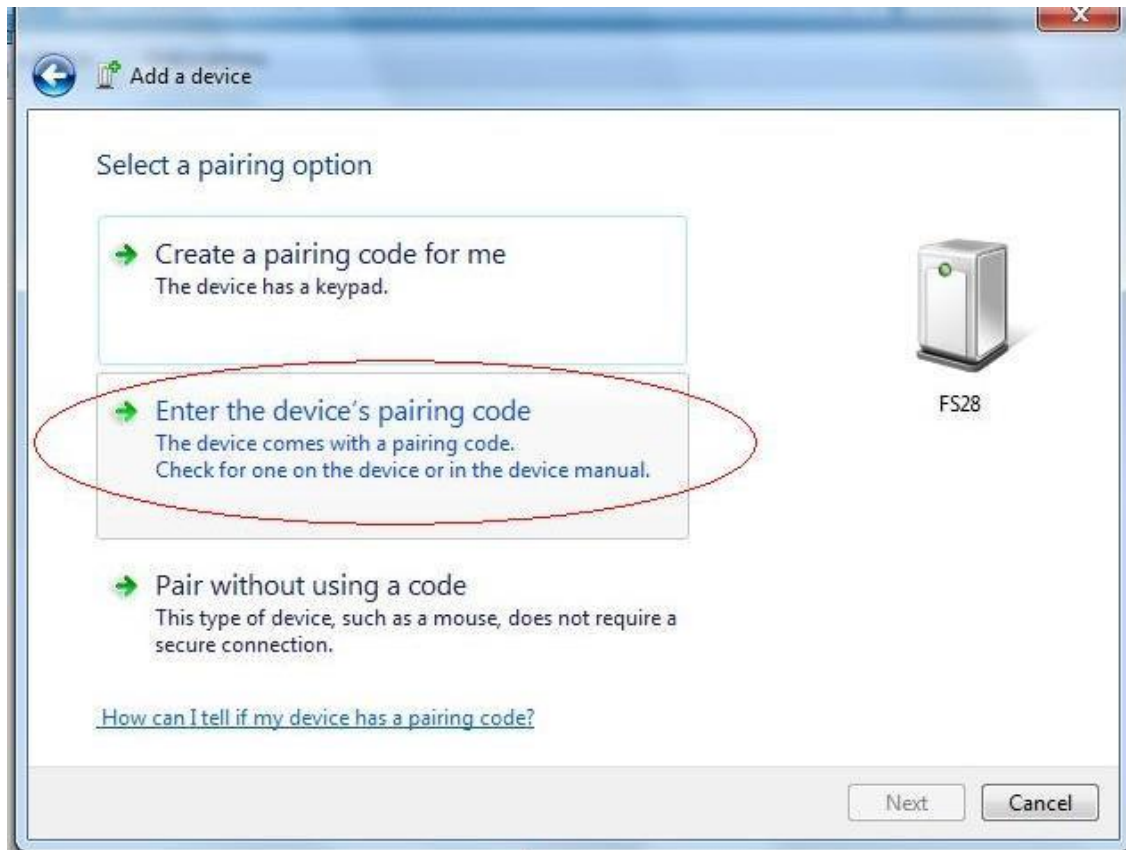 Add a device
Select a pairing option
Create a pairing code for me
The device has a keypad.
Enter the device's pairing code
The device comes with a pairing code.
Check for one on the device or in the device manual.
FS28
Pair without using a code
This type of device, such as a mouse, does not require a
secure connection.
How can I tell if my device has a pairing code?
Next
Cancel